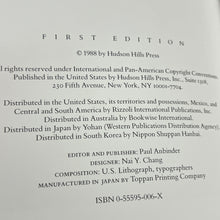 FIRST EDITION
© 1988 by Hudson Hills Press
All rights reserved under International and Pan-American Copyright Conventions.
Published in the United States by Hudson Hills Press, Inc., Suite 1308,
230 Fifth Avenue, New York, NY 10001-7704.
Distributed in the United States, its territories and possessions, Mexico, and
Central and South America by Rizzoli International Publications, Inc.
Distributed in Australia by Bookwise International.
Distributed in Japan by Yohan (Western Publications Distribution Agency).
Distributed in South Korea by Nippon Shuppan Hanbai.
EDITOR AND PUBLISHER: Paul Anbinder
DESIGNER: Nai Y. Chang
COMPOSITION: U.S. Lithograph, typographers
MANUFACTURED IN JAPAN by Toppan Printing Company
ISBN 0-55595-006-X